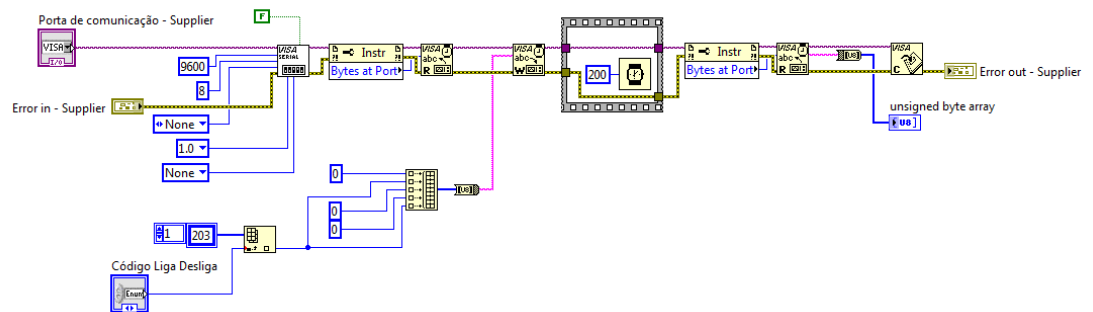 Porta de comunicação - Supplier
F
VISA
I/O
VISA
SERIAL
9600
8
Error in - Supplier
None
1.0
None
Instr
Bytes at Port
VISA
abc
R
VISA
abc
W
200
Instr
Bytes at Port
VISA
abc
R
[U8]
VISA
C
Error out - Supplier
unsigned byte array
U8
0
0
0
[U8]
1
203
Código Liga Desliga
Enum